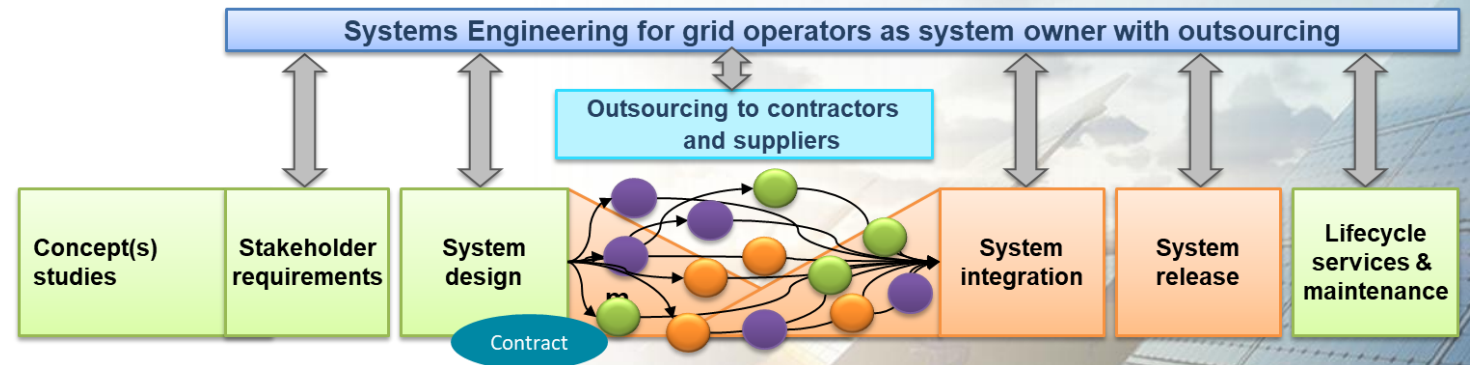 Systems Engineering for grid operators as system owner with outsourcing
Outsourcing to contractors
and suppliers
Concept(s)
studies
Stakeholder
requirements
System
design
m
System
integration
System
release
Lifecycle
services &
maintenance
Contract